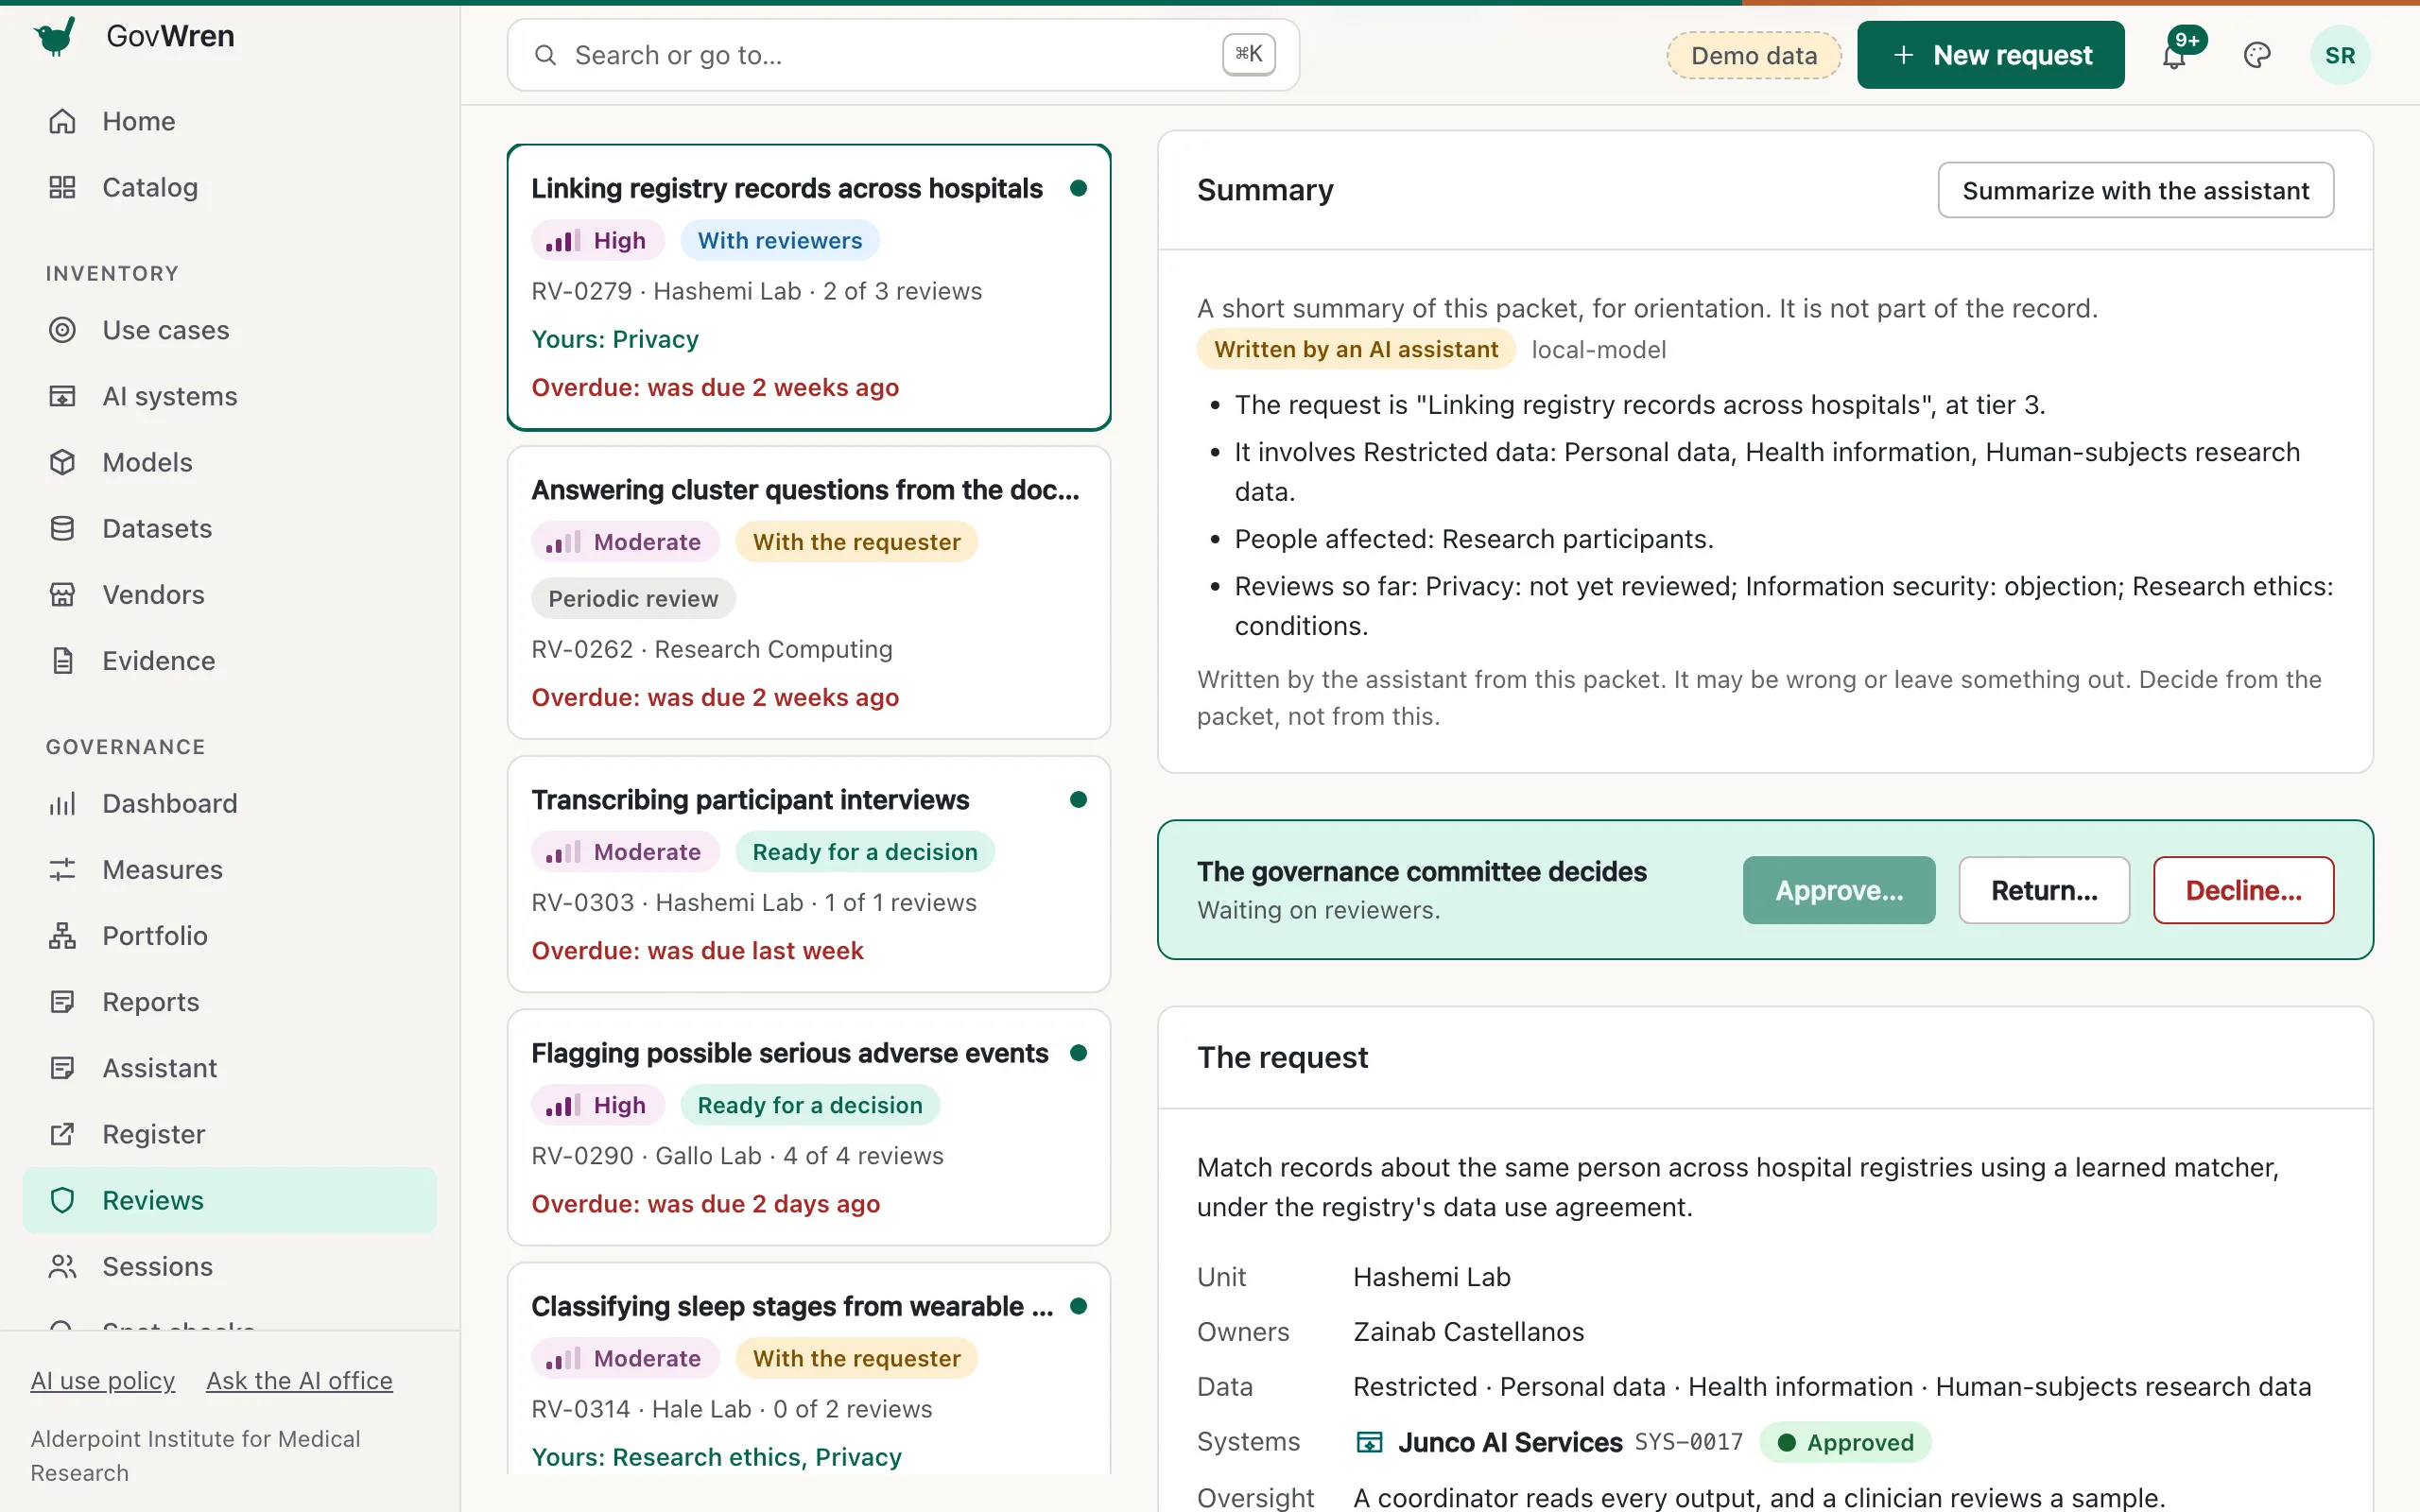 GovWren
Search or go to...
⌘K
Demo data
+ New request
9+
SR
Home
Catalog
INVENTORY
Use cases
AI systems
Models
Datasets
Vendors
Evidence
GOVERNANCE
Dashboard
Measures
Portfolio
Reports
Assistant
Register
Reviews
Sessions
Spot checks
AI use policy
Ask the AI office
Alderpoint Institute for Medical
Research
Linking registry records across hospitals
High
With reviewers
RV-0279 · Hashemi Lab · 2 of 3 reviews
Yours: Privacy
Overdue: was due 2 weeks ago
Answering cluster questions from the doc...
Moderate
With the requester
Periodic review
RV-0262 · Research Computing
Overdue: was due 2 weeks ago
Transcribing participant interviews
Moderate
Ready for a decision
RV-0303 · Hashemi Lab · 1 of 1 reviews
Overdue: was due last week
Flagging possible serious adverse events
High
Ready for a decision
RV-0290 · Gallo Lab · 4 of 4 reviews
Overdue: was due 2 days ago
Classifying sleep stages from wearable ...
Moderate
With the requester
RV-0314 · Hale Lab · 0 of 2 reviews
Yours: Research ethics, Privacy
Summary
Summarize with the assistant
A short summary of this packet, for orientation. It is not part of the record.
Written by an AI assistant
local-model
• The request is "Linking registry records across hospitals", at tier 3.
• It involves Restricted data: Personal data, Health information, Human-subjects research
data.
• People affected: Research participants.
• Reviews so far: Privacy: not yet reviewed; Information security: objection; Research ethics:
conditions.
Written by the assistant from this packet. It may be wrong or leave something out. Decide from the
packet, not from this.
The governance committee decides
Waiting on reviewers.
Approve...
Return...
Decline...
The request
Match records about the same person across hospital registries using a learned matcher,
under the registry's data use agreement.
Unit
Hashemi Lab
Owners
Zainab Castellanos
Data
Restricted · Personal data · Health information · Human-subjects research data
Systems
Junco AI Services SYS-0017
Approved
Oversight
A coordinator reads every output, and a clinician reviews a sample.